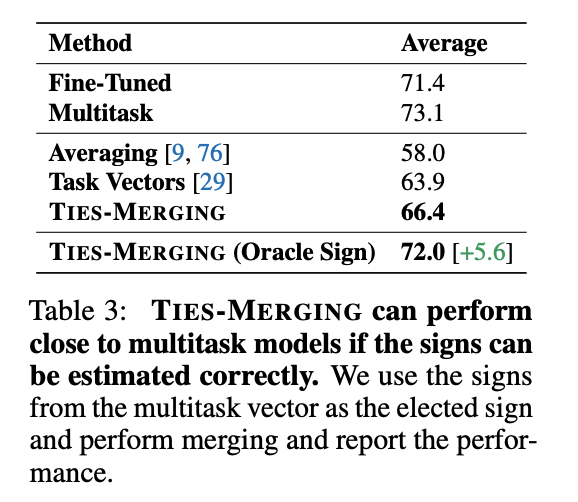 Method Average
Fine-Tuned 71.4
Multitask 73.1
Averaging [9, 76] 58.0
Task Vectors [29] 63.9
TIES-MERGING 66.4
TIES-MERGING (Oracle Sign) 72.0 [+5.6]
Table 3: TIES-MERGING can perform
close to multitask models if the signs can
be estimated correctly. We use the signs
from the multitask vector as the elected sign
and perform merging and report the perfor-
mance.